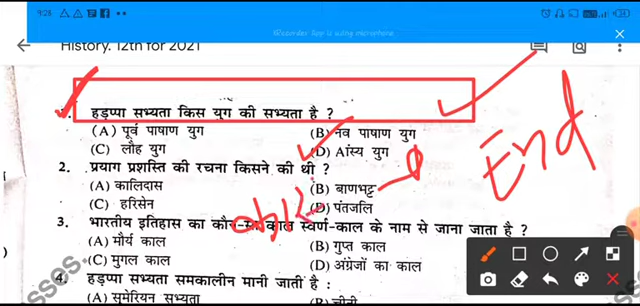 9:28
Recorder App is using microphone.
History. 12th for 2021
हड़प्पा सभ्यता किस युग की सभ्यता है ?
(A) पूर्व पाषाण युग (B) नव पाषाण युग
(C) लौह युग (D) Aांस्य युग
2. प्रयाग प्रशस्ति की रचना किसने की थी ?
(A) कालिदास (B) बाणभट्ट
(C) हरिसेन (D) पंतजलि
3. भारतीय इतिहास का कौन-सा काल स्वर्ण-काल के नाम से जाना जाता है ?
(A) मौर्य काल (B) गुप्त काल
(C) मुगल काल (D) अंग्रेजों का काल
4. हड़प्पा सभ्यता समकालीन मानी जाती है :
(A) सुमेरियन सभ्यता (B) चीनी
End